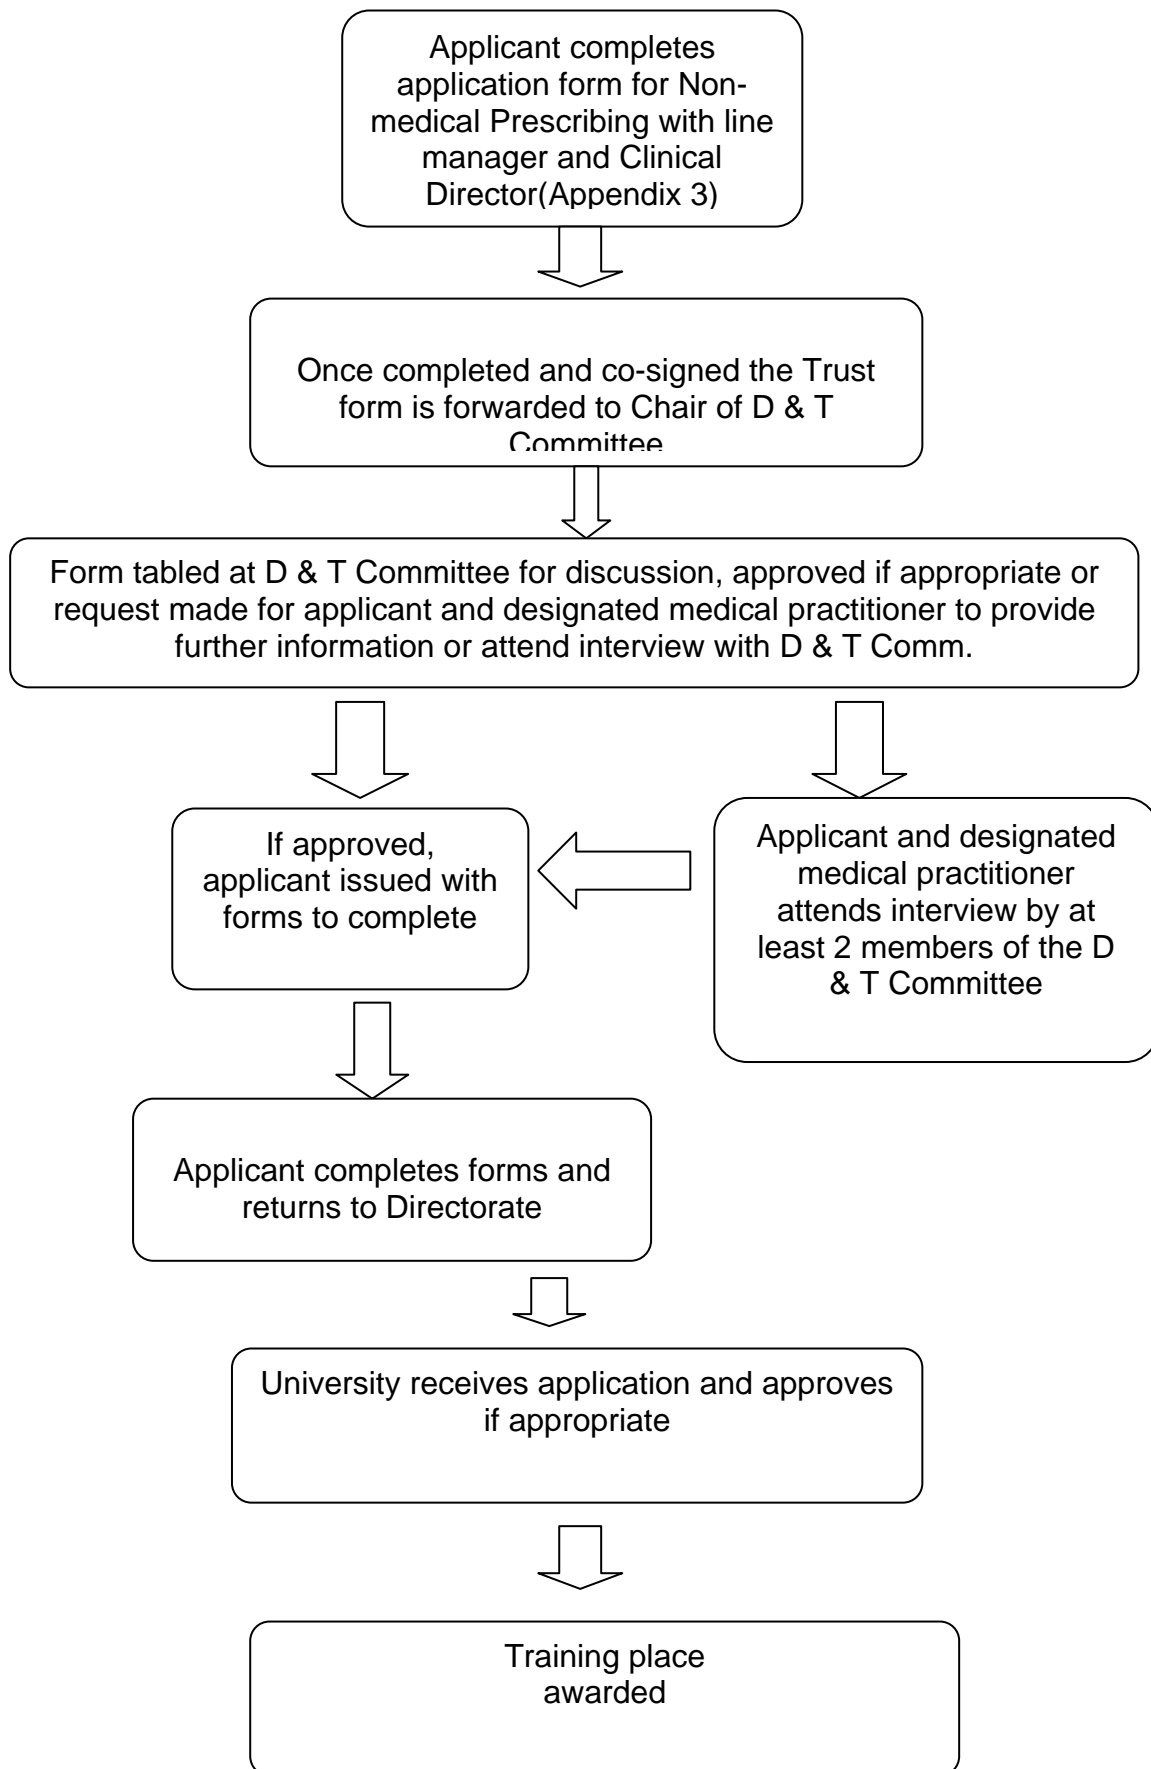 Applicant completes
application form for Non-
medical Prescribing with line
manager and Clinical
Director(Appendix 3)
Once completed and co-signed the Trust
form is forwarded to Chair of D & T
Committee
Form tabled at D & T Committee for discussion, approved if appropriate or
request made for applicant and designated medical practitioner to provide
further information or attend interview with D & T Comm.
If approved,
applicant issued with
forms to complete
Applicant and designated
medical practitioner
attends interview by at
least 2 members of the D
& T Committee
Applicant completes forms and
returns to Directorate
University receives application and approves
if appropriate
Training place
awarded